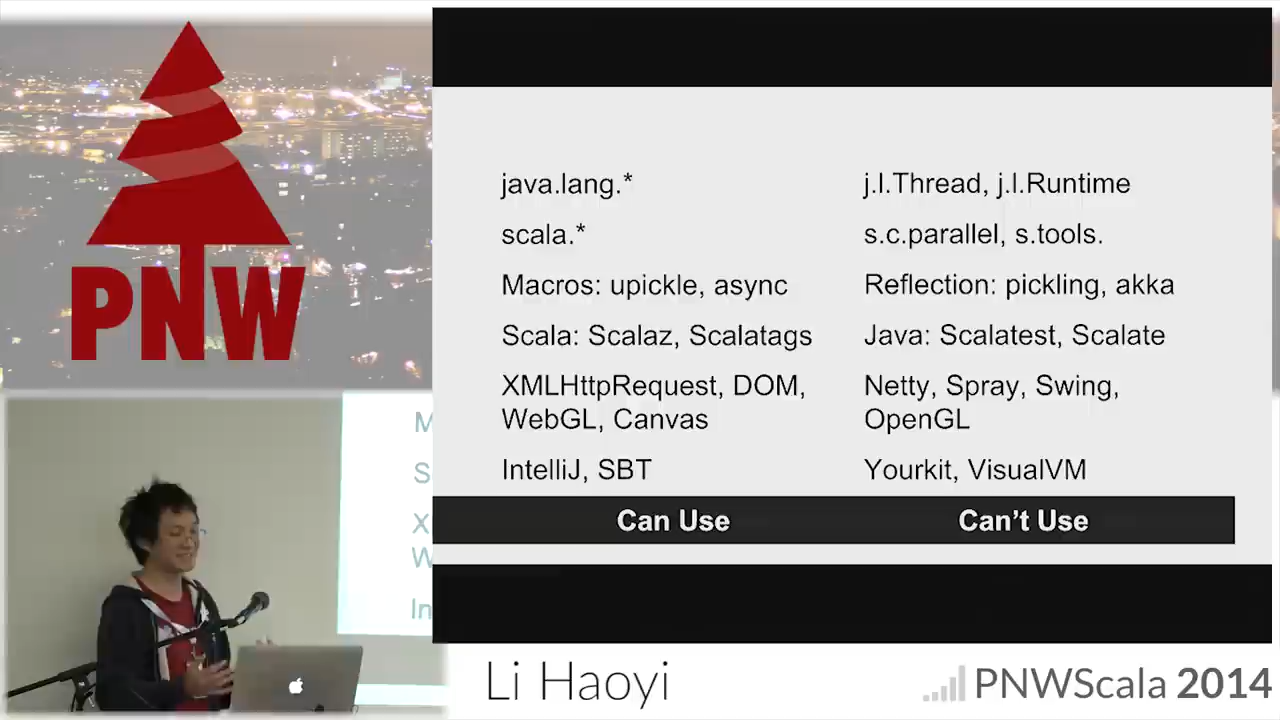 PNW
java.lang.*
j.l.Thread, j.l.Runtime
scala.*
s.c.parallel, s.tools.
Macros: upickle, async
Reflection: pickling, akka
Scala: Scalaz, Scalatags
Java: Scalatest, Scalate
XMLHttpRequest, DOM,
WebGL, Canvas
Netty, Spray, Swing,
OpenGL
IntelliJ, SBT
Yourkit, VisualVM
Can Use
Can't Use
M
S
X
W
In
Li Haoyi
PNWScala 2014